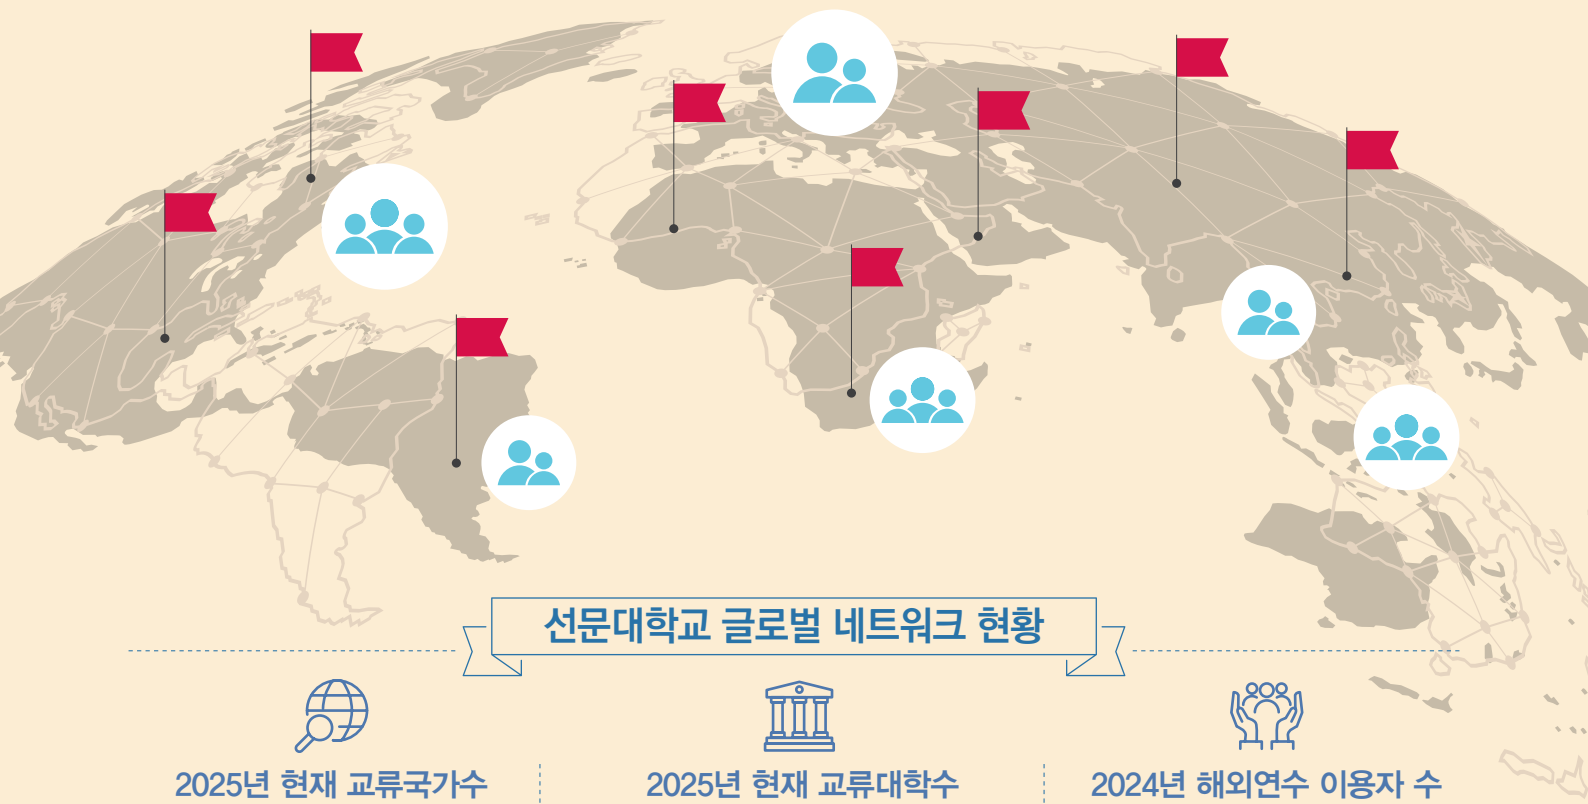 선문대학교 글로벌 네트워크 현황
2025년 현재 교류국가수
2025년 현재 교류대학수
2024년 해외연수 이용자 수